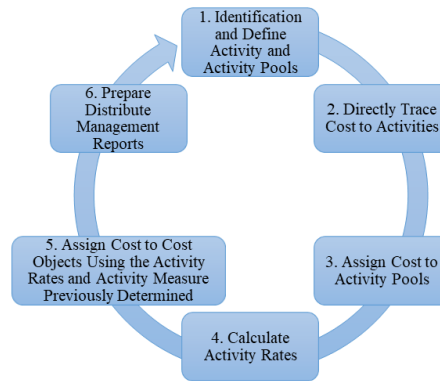 1. Identification
and Define
Activity and
Activity Pools
2. Directly Trace
Cost to Activities
3. Assign Cost to
Activity Pools
4. Calculate
Activity Rates
5. Assign Cost to Cost
Objects Using the Activity
Rates and Activity Measure
Previously Determined
6. Prepare
Distribute
Management
Reports